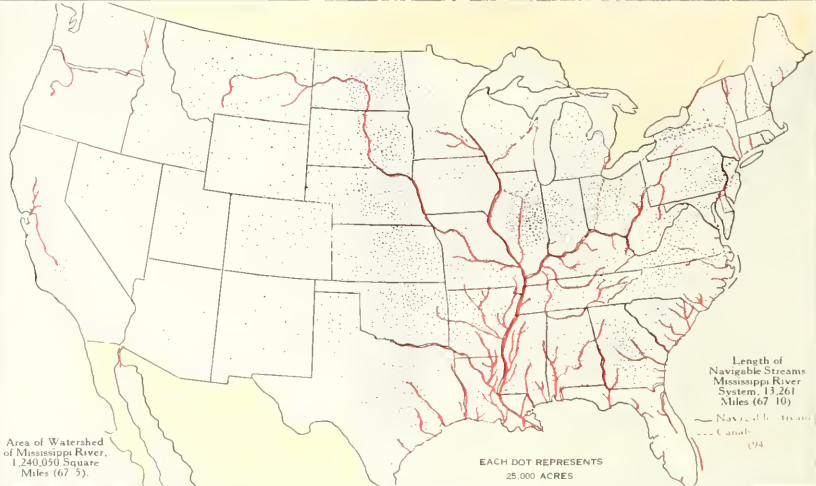 Area of Watershed
of Mississippi River,
1,240,050 Square
Miles (67 5).
EACH DOT REPRESENTS
25,000 ACRES
Length of
Navigable Streams
Mississippi River
System, 13,261
Miles (67 10)